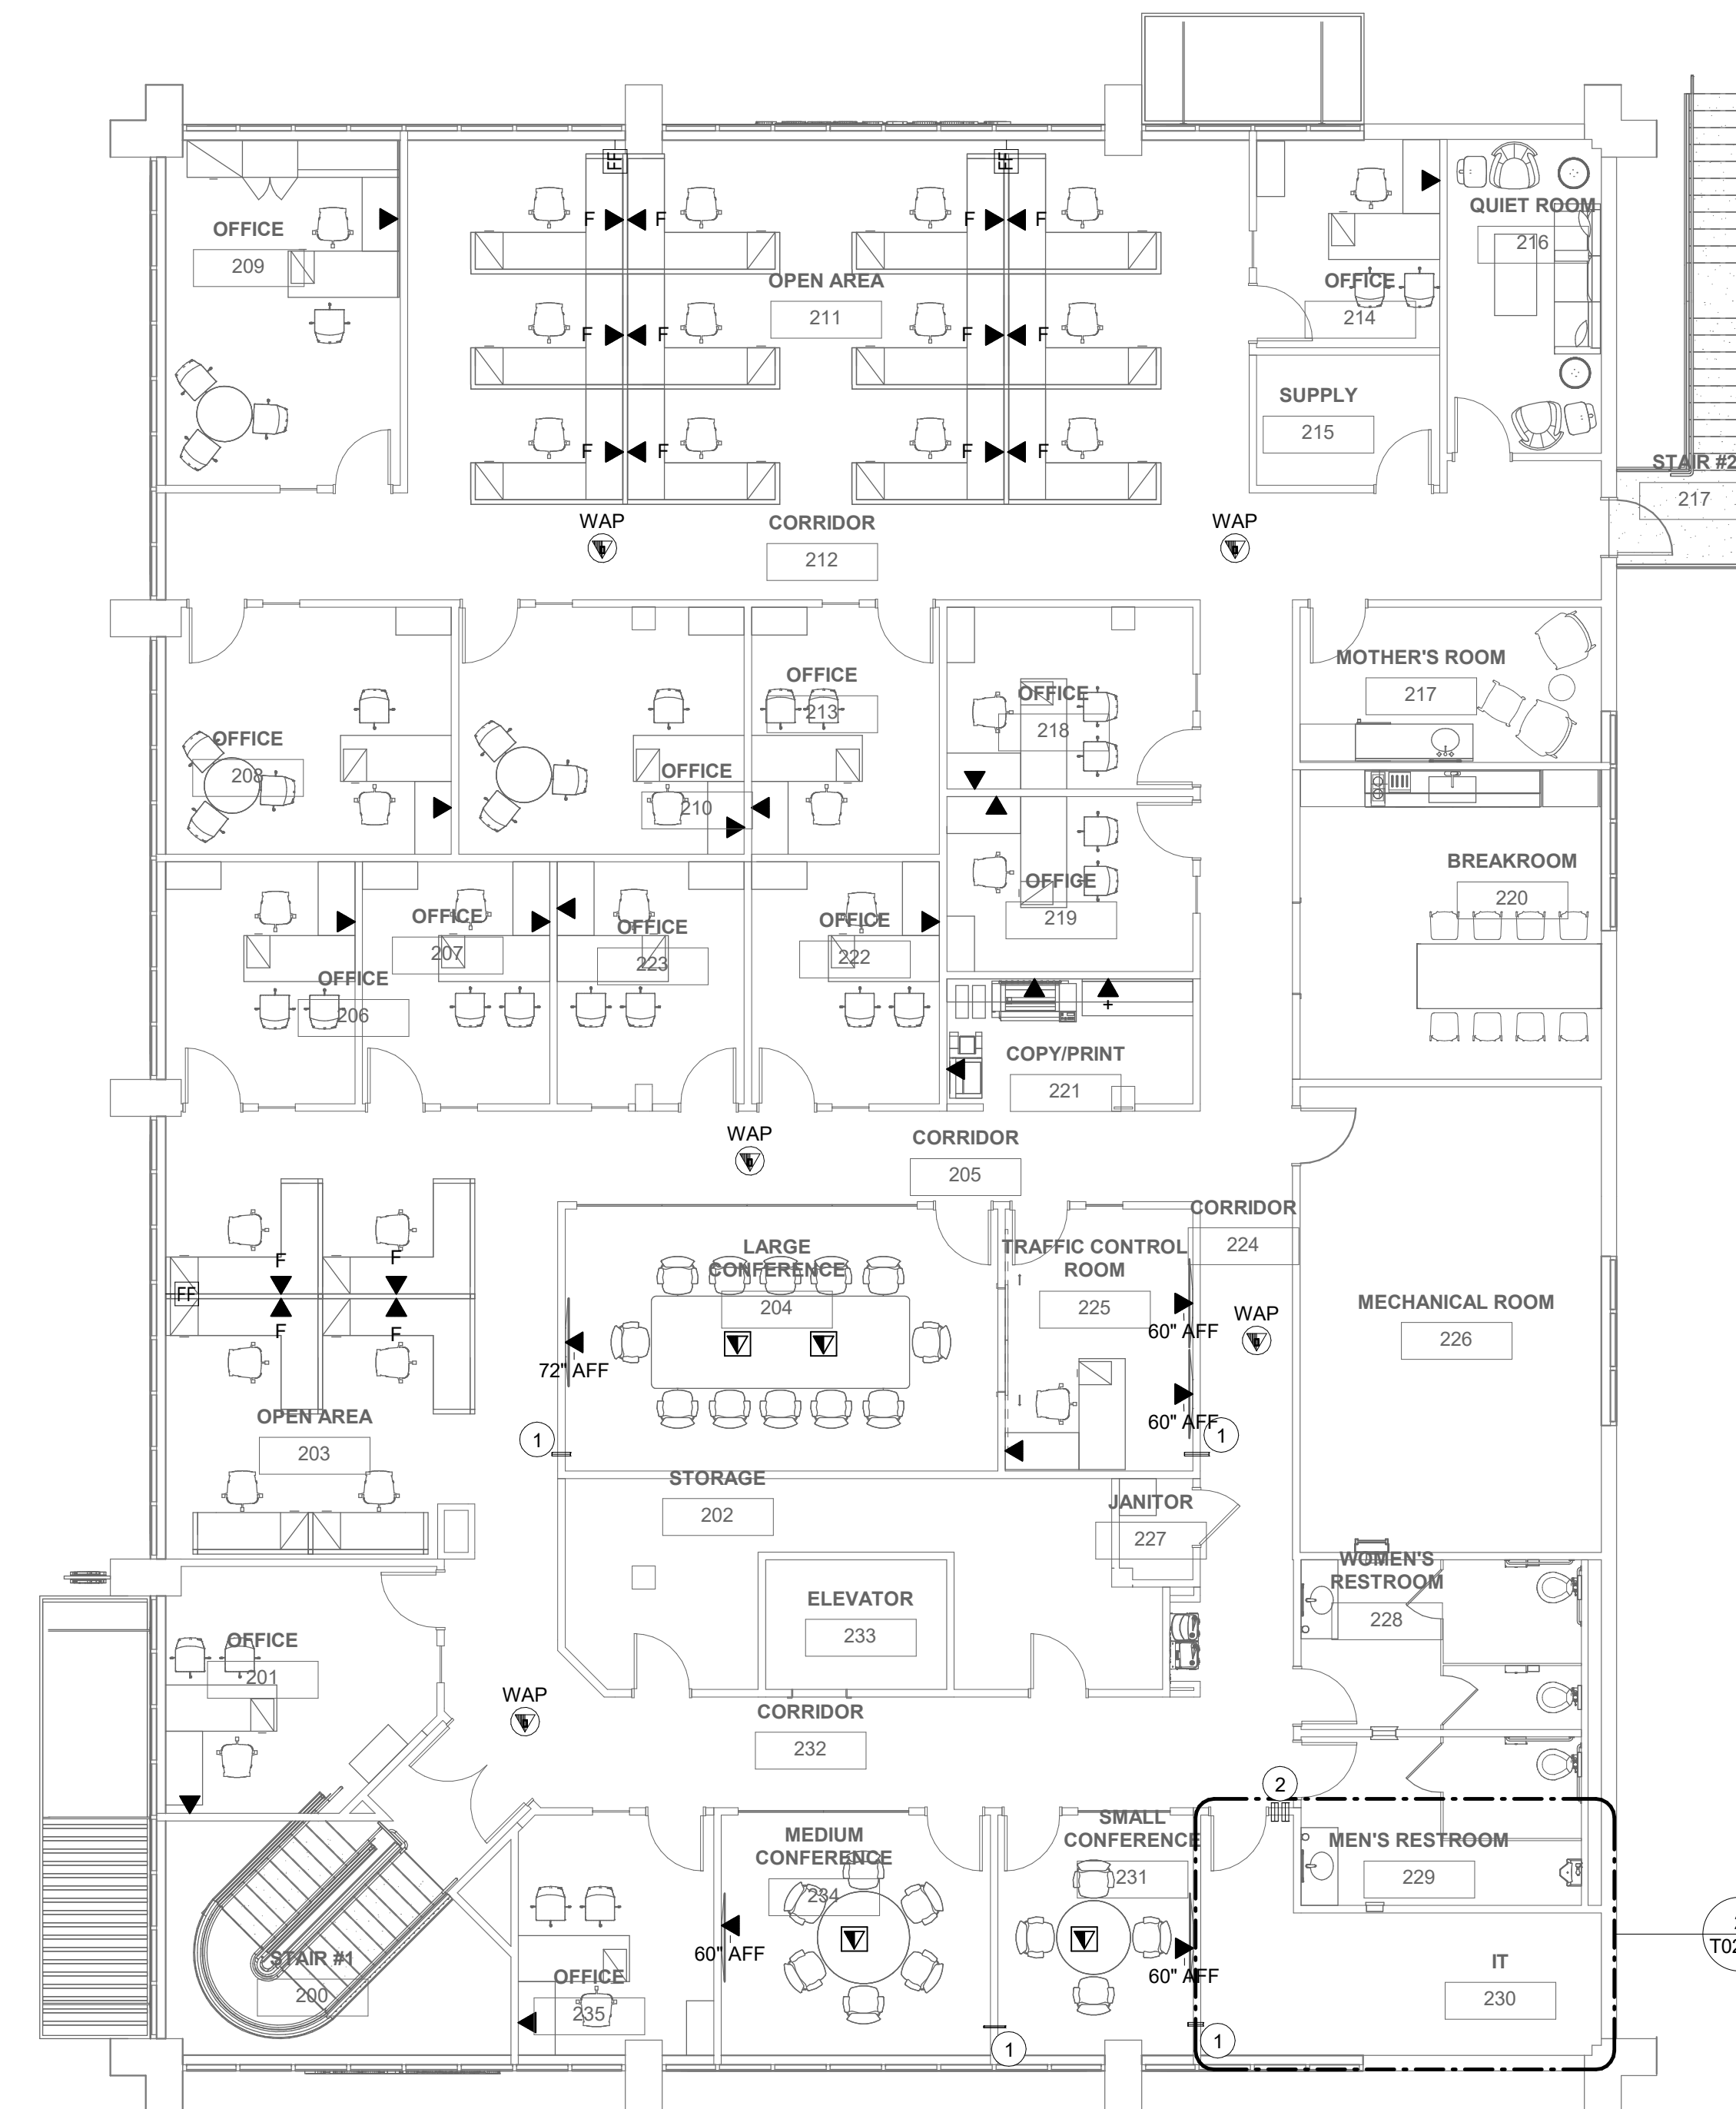 FF
FF
OFFICE
209
F
F
F
F
QUIET ROOM
216
OPEN AREA
211
OFFICE
214
F
F
F
F
SUPPLY
215
F
F
F
F
STAIR #2
217
WAP
CORRIDOR
212
WAP
MOTHER'S ROOM
217
OFFICE
213
OFFICE
218
OFFICE
208
OFFICE
210
BREAKROOM
220
OFFICE
219
OFFICE
207
OFFICE
223
OFFICE
222
OFFICE
206
+
COPY/PRINT
221
WAP
CORRIDOR
205
CORRIDOR
224
F
F
FF
F
F
LARGE
CONFERENCE
204
TRAFFIC CONTROL
ROOM
225
60" AFF
WAP
MECHANICAL ROOM
226
72" AFF
60" AFF
OPEN AREA
203
1
1
STORAGE
202
JANITOR
227
WOMEN'S
RESTROOM
228
ELEVATOR
233
OFFICE
201
WAP
CORRIDOR
232
2
MEDIUM
CONFERENCE
234
SMALL
CONFERENCE
231
MEN'S RESTROOM
229
60" AFF
60" AFF
STAIR #1
200
OFFICE
235
IT
230
T02
1
1